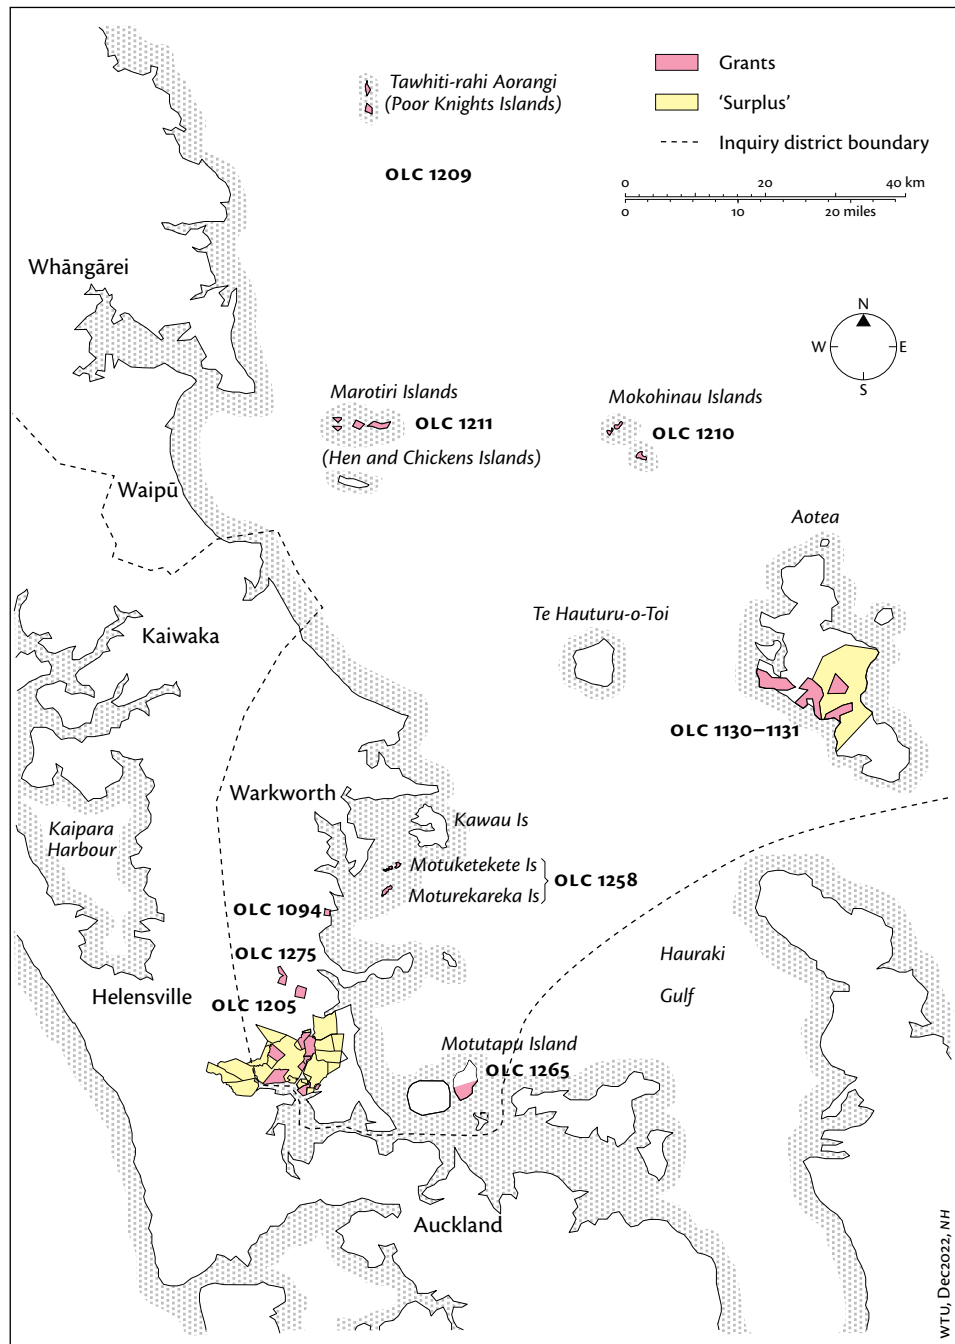 Tawhiti-rahi Aorangi
(Poor Knights Islands)
Grants
'Surplus'
Inquiry district boundary
0 20 40 km
0 10 20 miles
OLC 1209
Whāngārei
N
W E
S
Marotiri Islands
OLC 1211
(Hen and Chickens Islands)
Mokohinau Islands
OLC 1210
Waipū
Aotea
Te Hauturu-o-Toi
Kaiwaka
OLC 1130–1131
Warkworth
Kawau Is
Kaipara
Harbour
Motuketekete Is
OLC 1258
Moturekareka Is
OLC 1094
OLC 1275
Hauraki
Gulf
Helensville
OLC 1205
Motutapu Island
OLC 1265
Auckland
WTU, Dec2022, NH